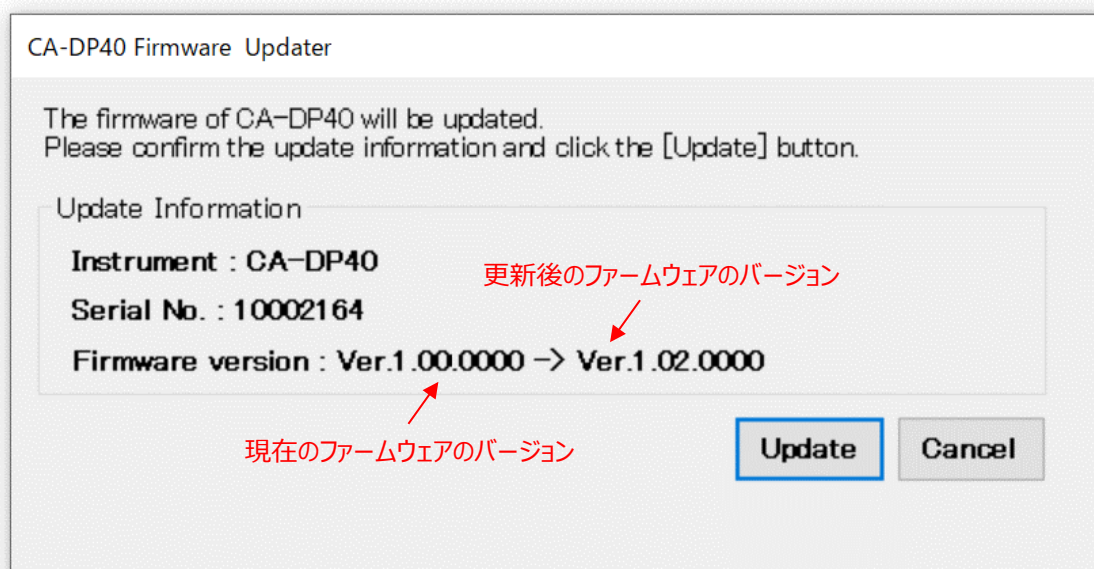 CA-DP40 Firmware Updater
The firmware of CA-DP40 will be updated.
Please confirm the update information and click the [Update] button.
Update Information
Instrument : CA-DP40
更新後のファームウェアのバージョン
Serial No. : 10002164
Firmware version : Ver.1.00.0000 -> Ver.1.02.0000
現在のファームウェアのバージョン
Update
Cancel